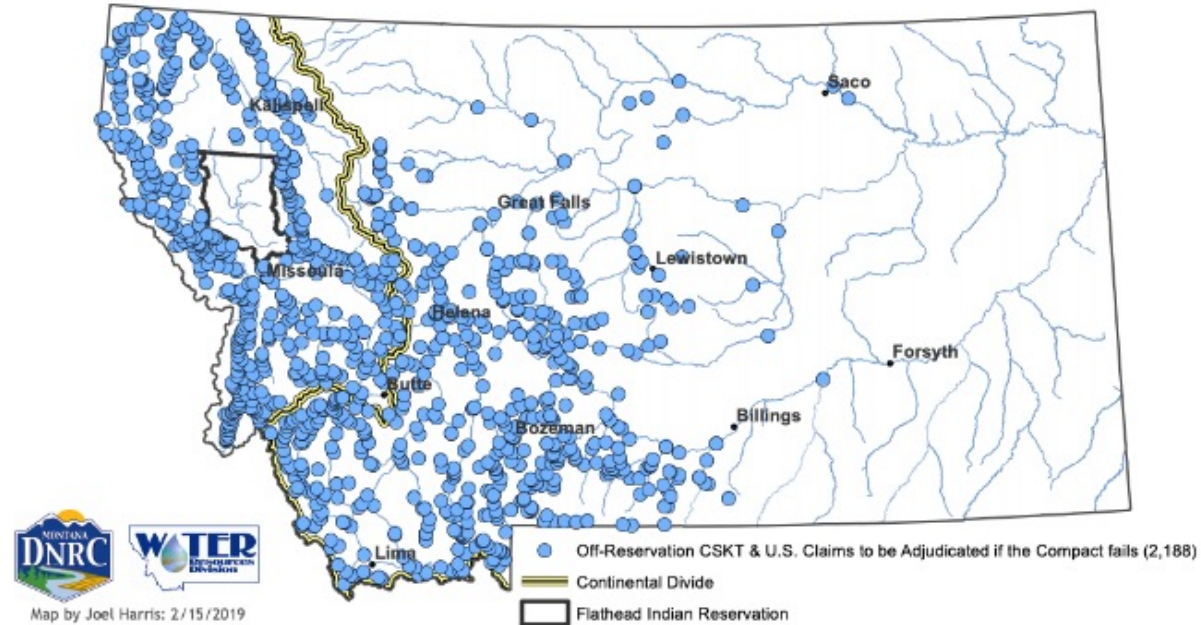 Saco
Kalispell
Great Falls
Lewistown
Missoula
Helena
Forsyth
Butte
Billings
Bozeman
Lima
MONTANA
DNRC
WATER
Resources
Division
Map by Joel Harris: 2/15/2019
Off-Reservation CSKT & U.S. Claims to be Adjudicated if the Compact fails (2,188)
Continental Divide
Flathead Indian Reservation